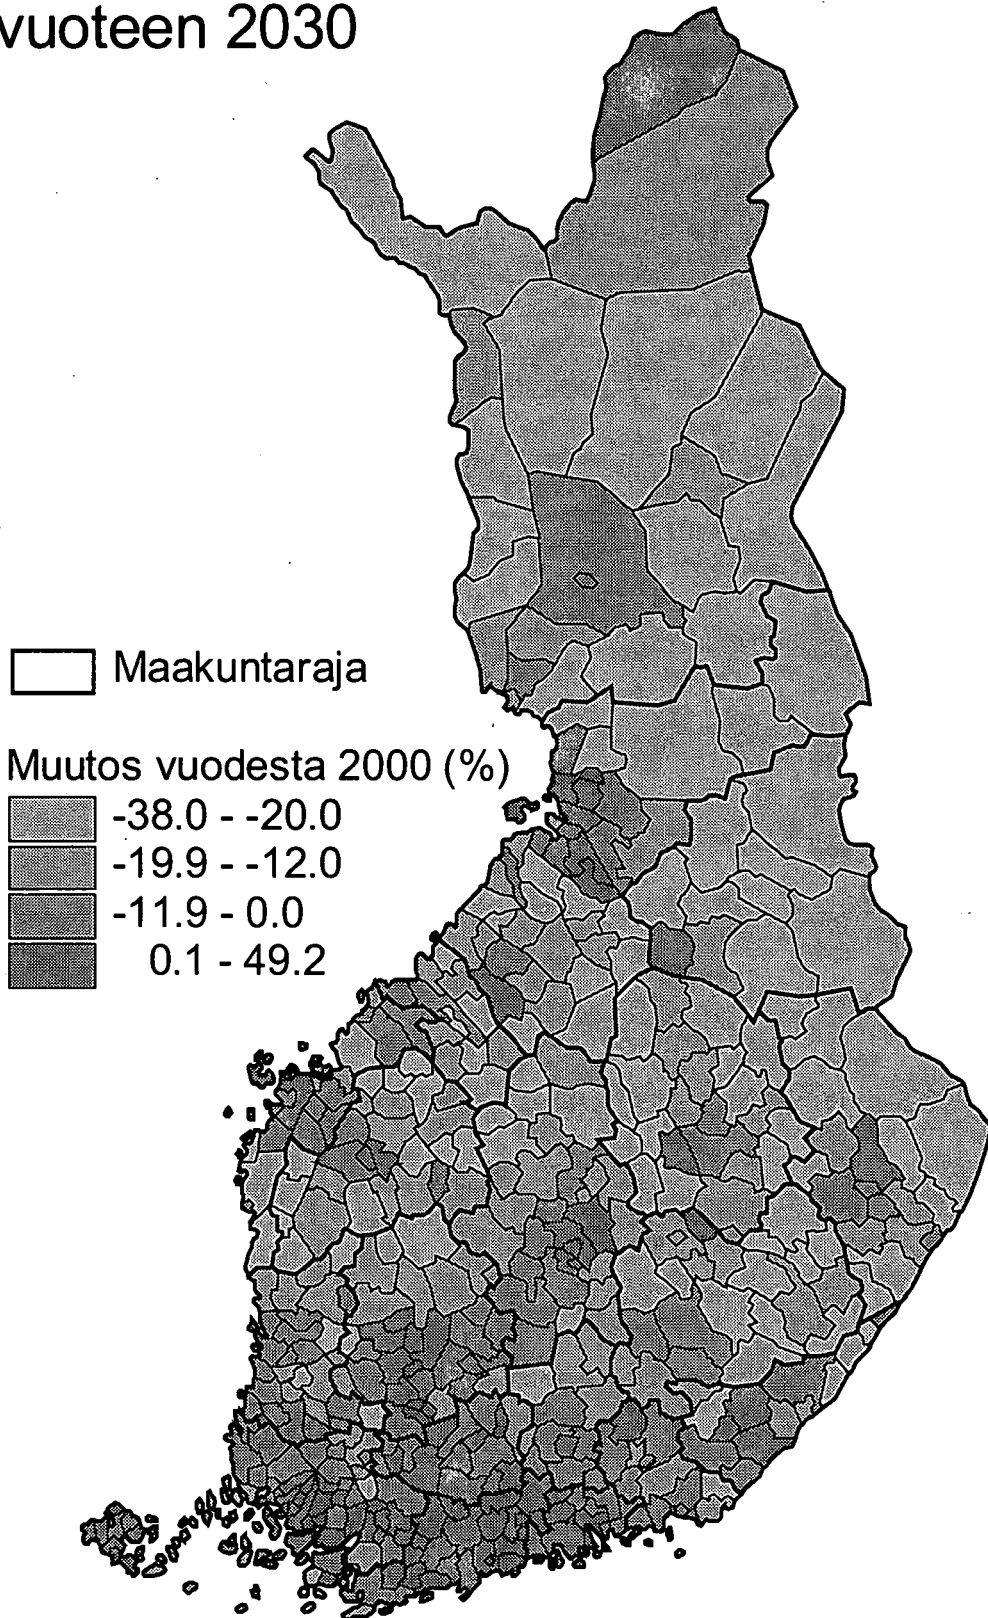 vuoteen 2030
Maakuntaraja
Muutos vuodesta 2000 (%)
-38.0 - -20.0
-19.9 - -12.0
-11.9 - 0.0
0.1 - 49.2